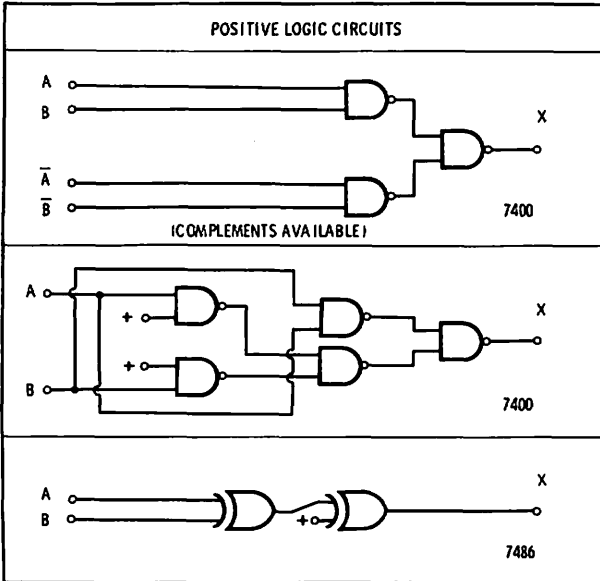 POSITIVE LOGIC CIRCUITS
A
B
X
A̅
B̅
7400
(COMPLEMENTS AVAILABLE)
A
+
X
+
B
7400
A
B
+
X
7486